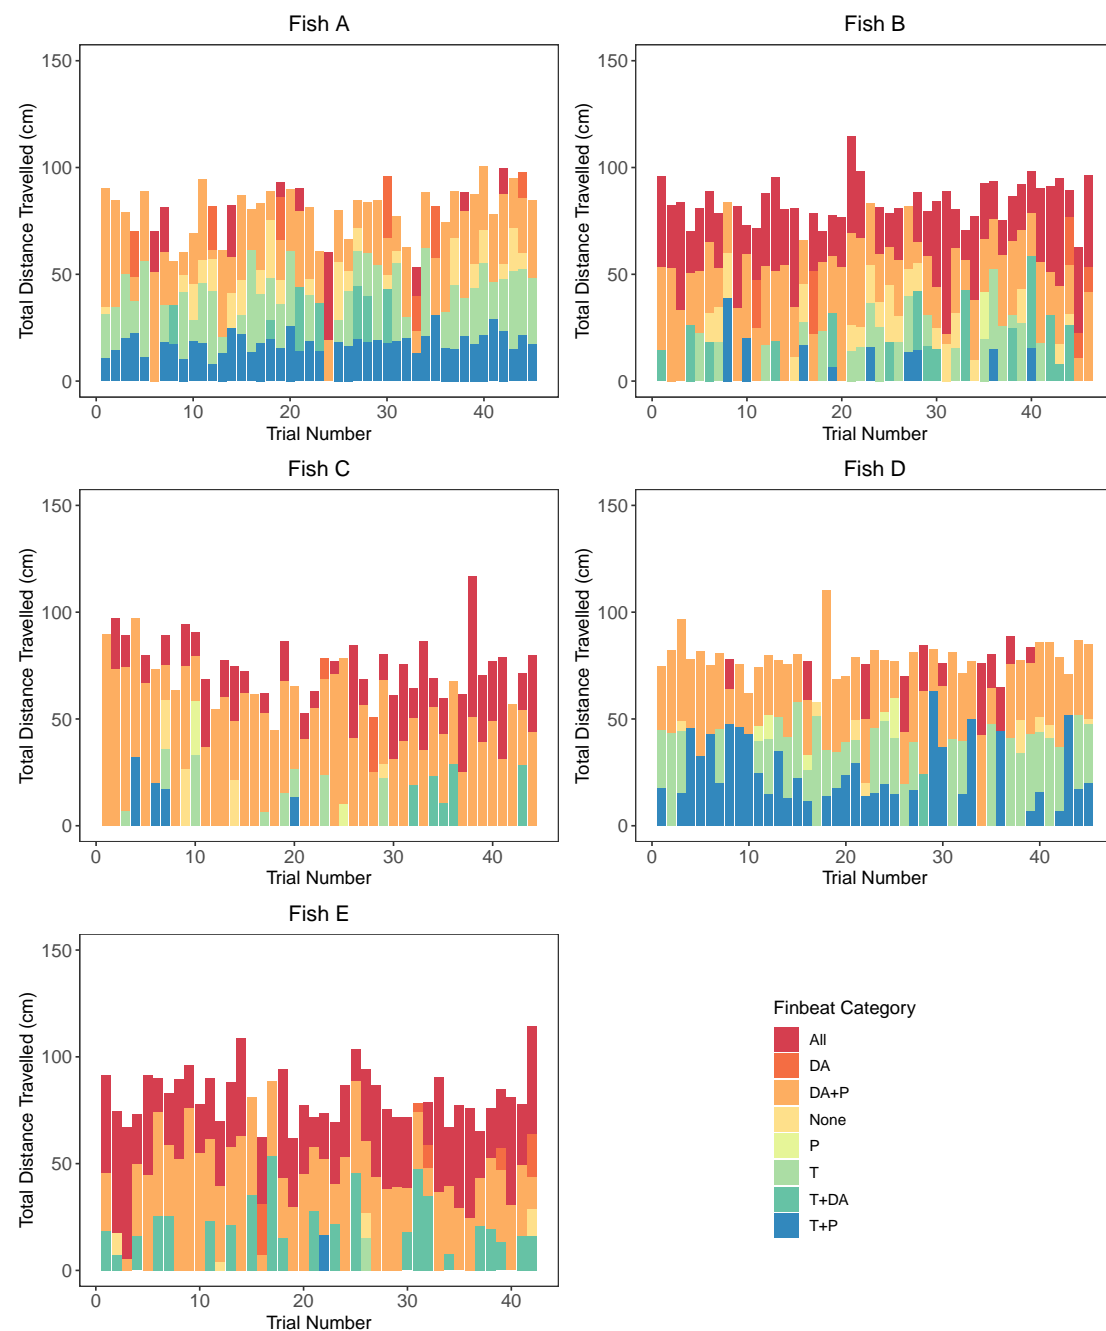 Fish A
Total Distance Travelled (cm)
150
100
50
0
0 10 20 30 40
Trial Number
Fish B
Total Distance Travelled (cm)
150
100
50
0
0 10 20 30 40
Trial Number
Fish C
Total Distance Travelled (cm)
150
100
50
0
0 10 20 30 40
Trial Number
Fish D
Total Distance Travelled (cm)
150
100
50
0
0 10 20 30 40
Trial Number
Fish E
Total Distance Travelled (cm)
150
100
50
0
0 10 20 30 40
Trial Number
Finbeat Category
All
DA
DA+P
None
P
T
T+DA
T+P